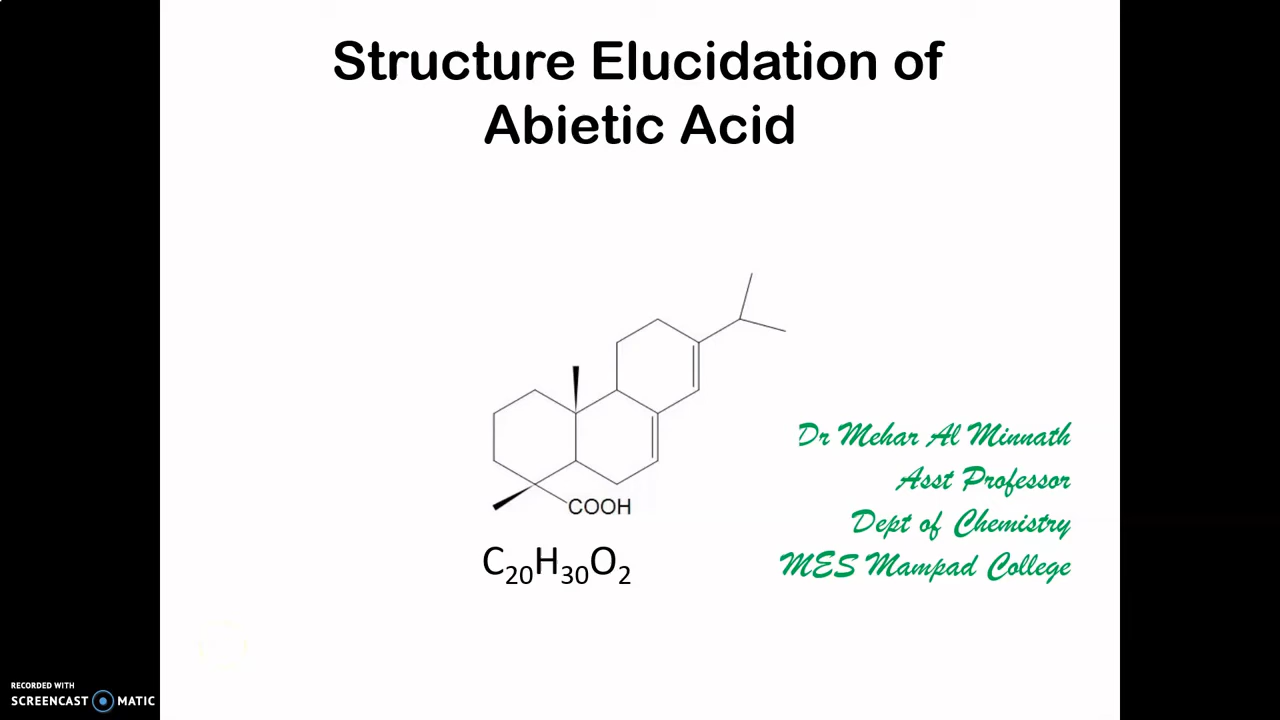 Structure Elucidation of
Abietic Acid
COOH
C₂₀H₃₀O₂
Dr Mehar Al Minnath
Asst Professor
Dept of Chemistry
MES Mampad College
RECORDED WITH
SCREENCAST MATIC